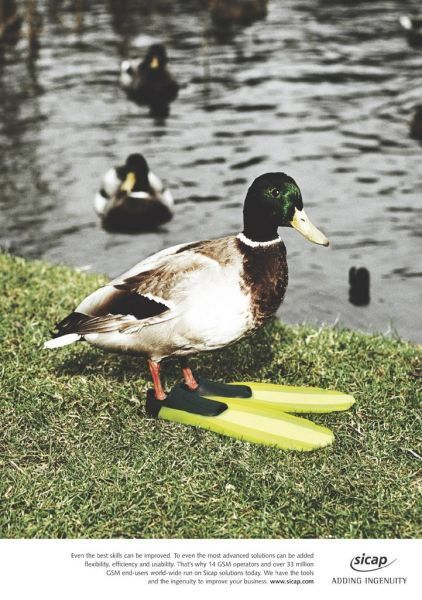 Even the best skills can be improved. To even the most advanced solutions can be added
flexibility, efficiency and usability. That's why 14 GSM operators and over 33 million
GSM end-users world-wide run on Sicap solutions today. We have the tools
and the ingenuity to improve your business. www.sicap.com
sicap
ADDING INGENUITY